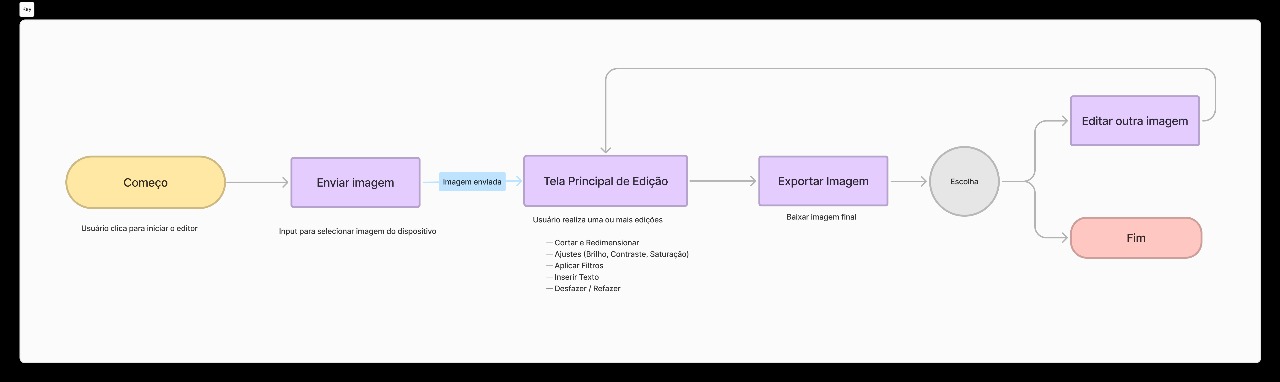 Começo
Usuário clica para iniciar o editor
Enviar imagem
Input para selecionar imagem do dispositivo
Imagem enviada
Tela Principal de Edição
Usuário realiza uma ou mais edições
— Cortar e Redimensionar
— Ajustes (Brilho, Contraste, Saturação)
— Aplicar Filtros
— Inserir Texto
— Desfazer / Refazer
Exportar Imagem
Baixar imagem final
Escolha
Editar outra imagem
Fim